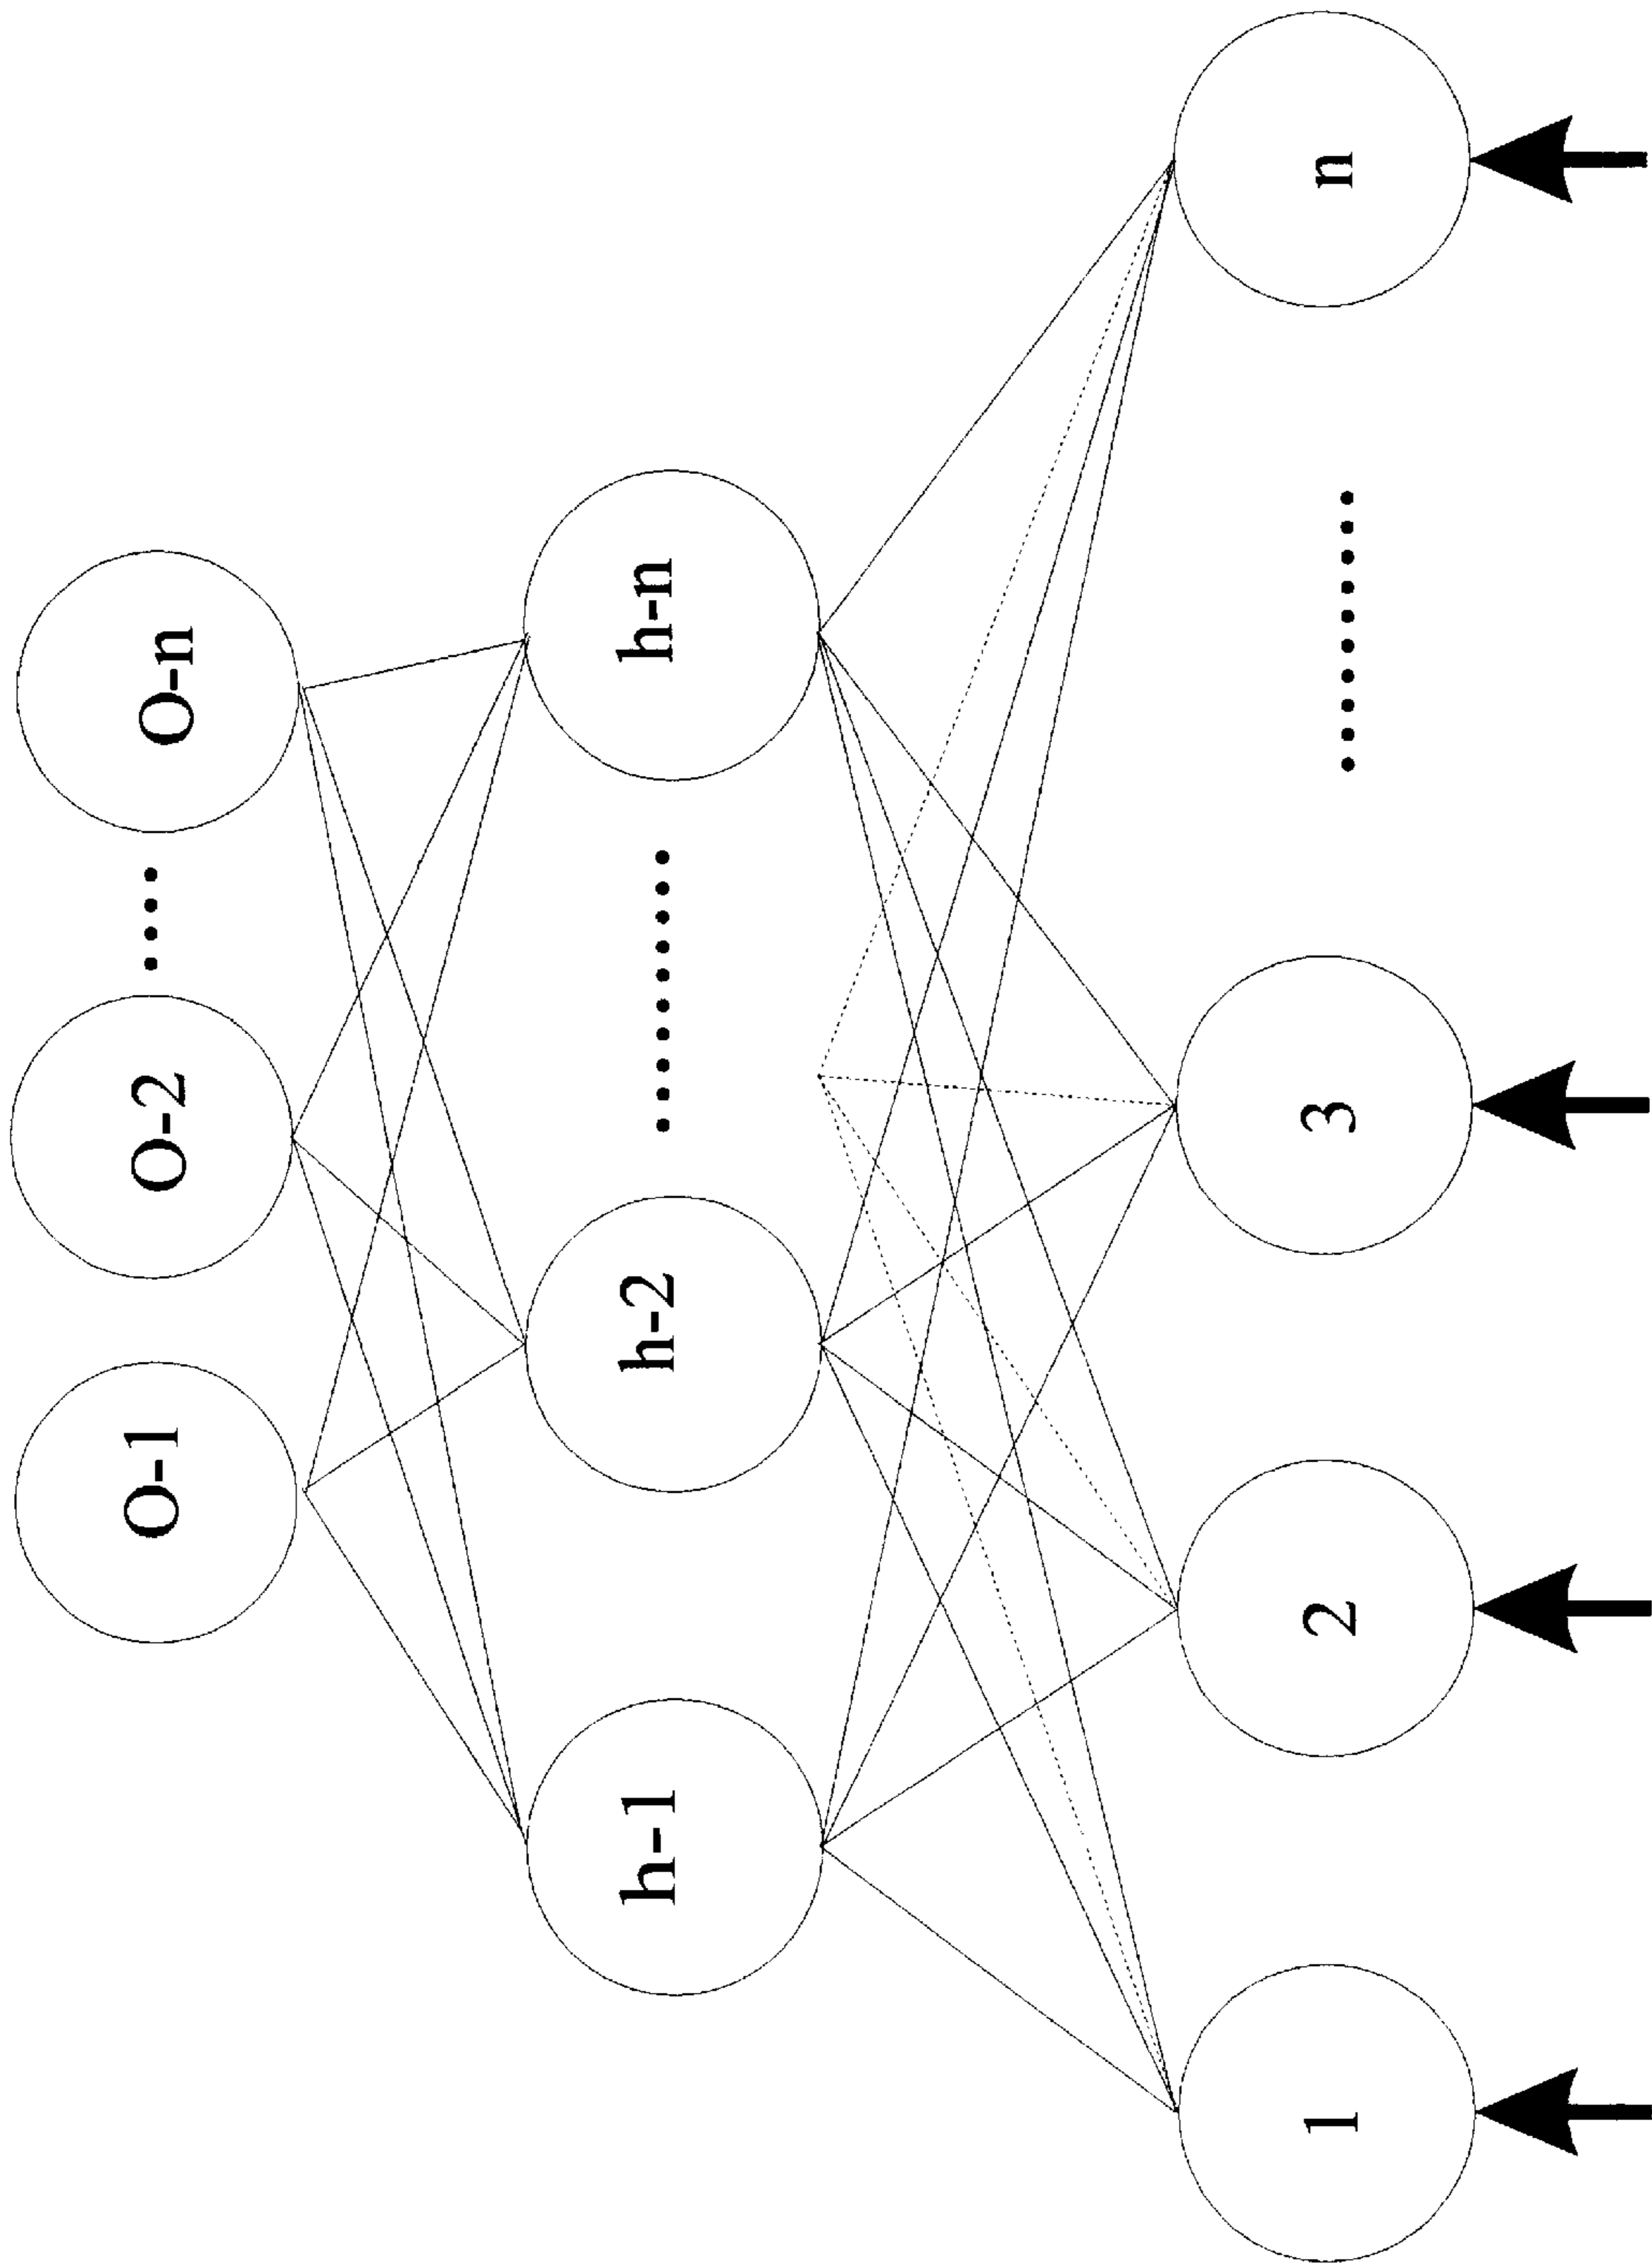 O-1
O-2
....
O-n
h-1
h-2
..........
h-n
1
2
3
..........
n